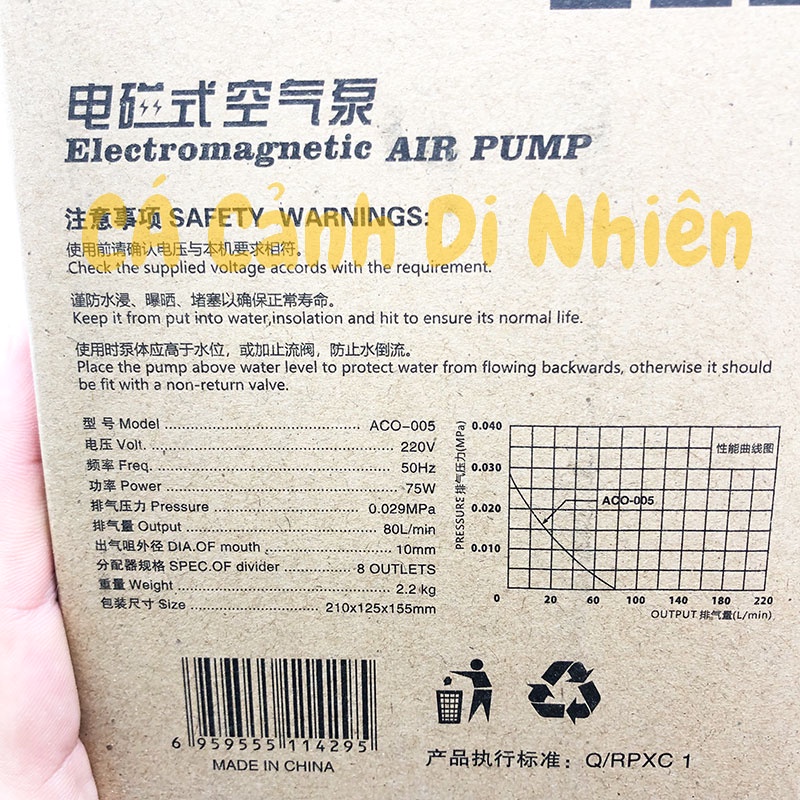 电磁式空气泵
Electromagnetic AIR PUMP
Cá Cảnh Di Nhiên
注意事项 SAFETY WARNINGS:
使用前请确认电压与本机要求相符。
Check the supplied voltage accords with the requirement.
谨防水浸、曝晒、堵塞以确保正常寿命。
Keep it from put into water,insolation and hit to ensure its normal life.
使用时泵体应高于水位，或加止流阀，防止水倒流。
Place the pump above water level to protect water from flowing backwards, otherwise it should
be fit with a non-return valve.
型 号 Model ........ ACO-005
电压 Volt. ........ 220V
频率 Freq. ........ 50Hz
功率 Power ........ 75W
排气压力 Pressure ........ 0.029MPa
排气量 Output ........ 80L/min
出气咀外径 DIA.OF mouth ........ 10mm
分配器规格 SPEC.OF divider ........ 8 OUTLETS
重量 Weight ........ 2.2 kg
包装尺寸 Size ........ 210x125x155mm
PRESSURE 排气压力(MPa)
0.040
0.030
0.020
0.010
0
性能曲线图
ACO-005
20 60 100 140 180 220
OUTPUT 排气量(L/min)
6 959555 114295
MADE IN CHINA
产品执行标准：Q/RPXC 1